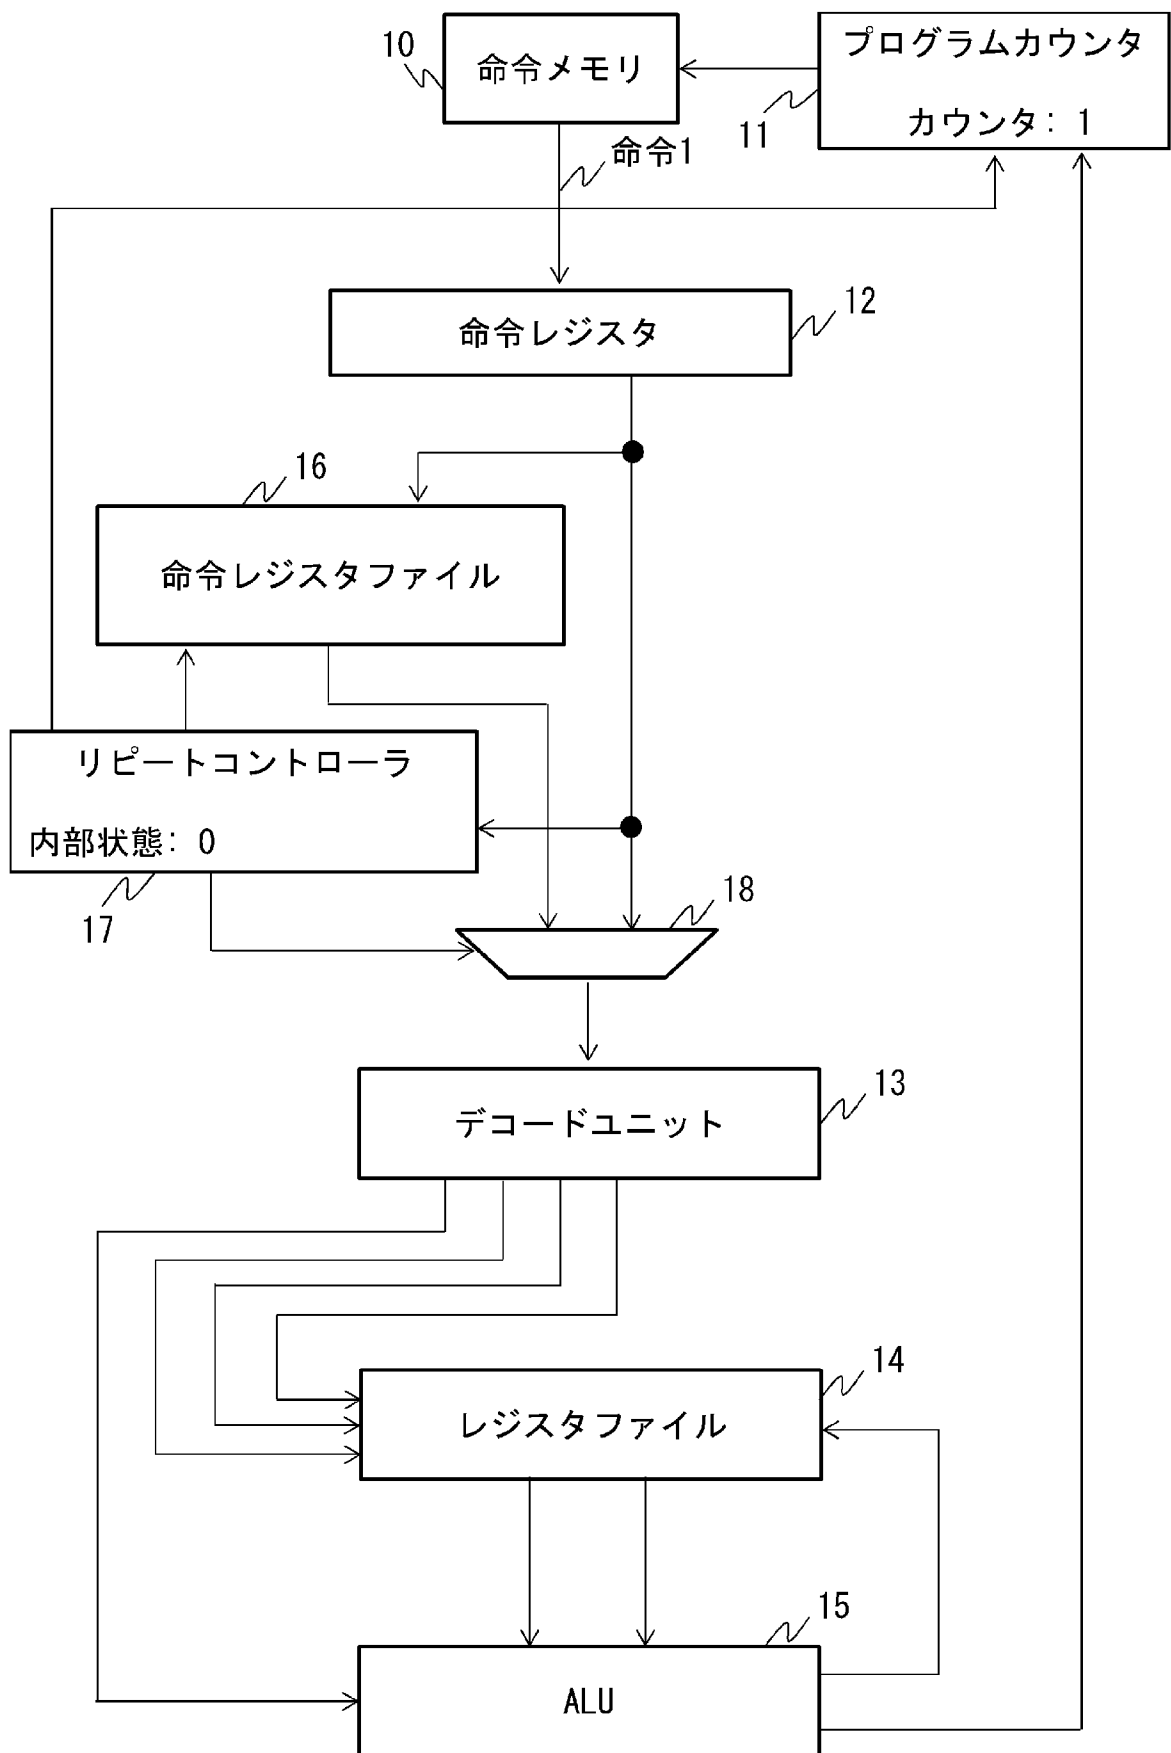 10
命令メモリ
プログラムカウンタ
カウンタ: 1
11
命令1
命令レジスタ
12
16
命令レジスタファイル
リピートコントローラ
内部状態: 0
17
18
デコードユニット
13
レジスタファイル
14
15
ALU